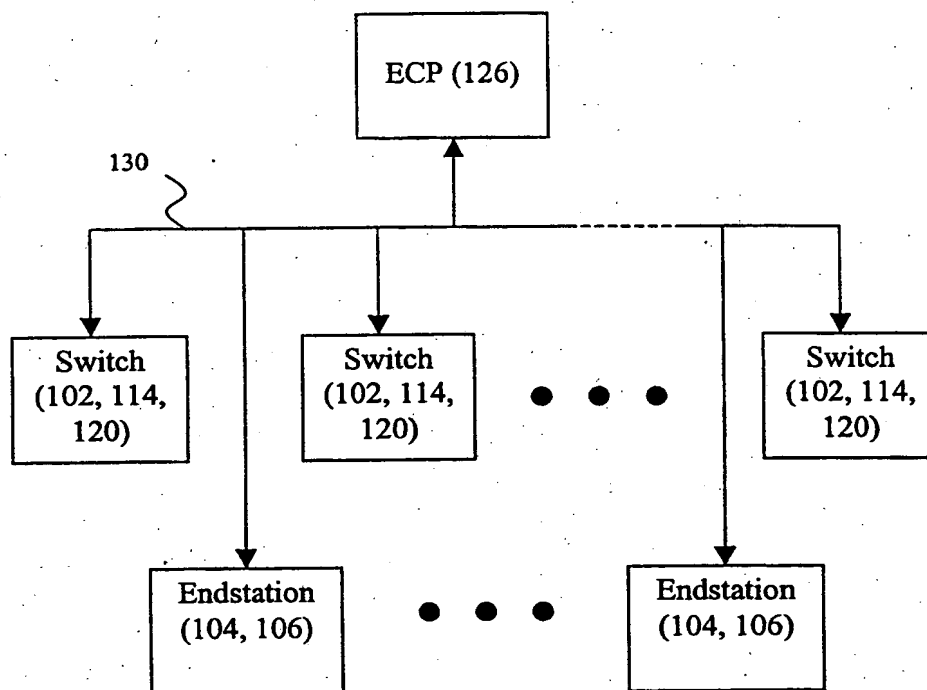 ECP (126)
130
Switch
(102, 114,
120)
Switch
(102, 114,
120)
Switch
(102, 114,
120)
Endstation
(104, 106)
Endstation
(104, 106)